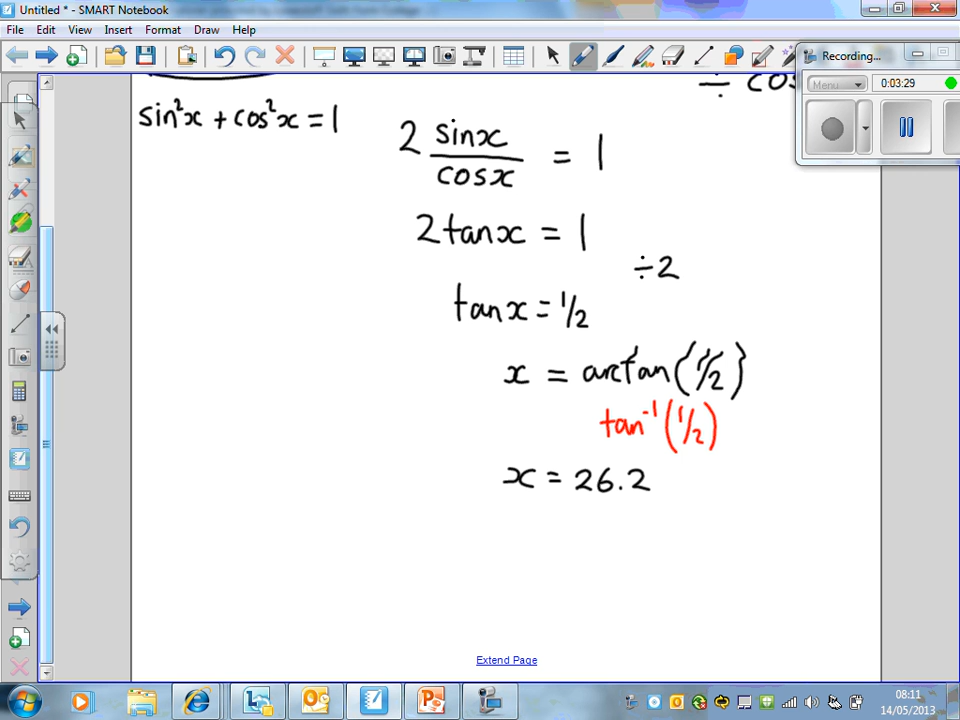 Untitled * - SMART Notebook
File Edit View Insert Format Draw Help
Recording...
Menu
0:03:29
÷ cos
sin²x + cos²x = 1
2 sinx/cosx = 1
2tanx = 1
÷2
tanx = 1/2
x = arctan(1/2)
tan⁻¹(1/2)
x = 26.2
Extend Page
08:11
14/05/2013